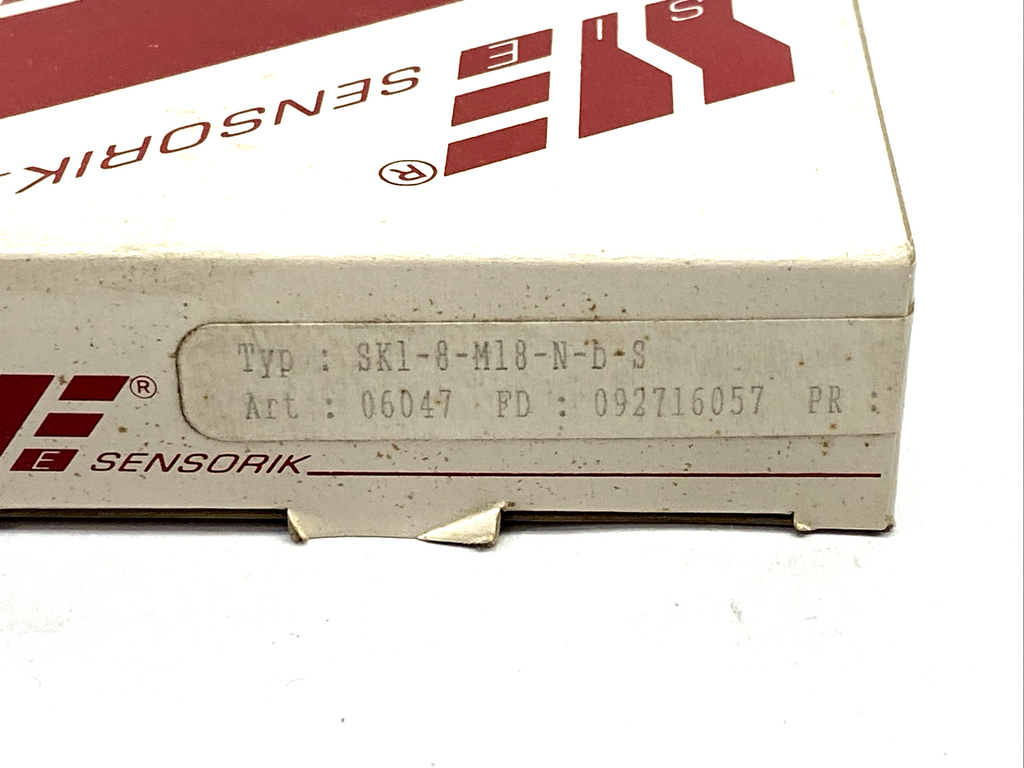 S I E
SENSORIK
®
Typ : SK1-8-M18-N-b-S
Art : 06047 FD : 092716057 PR :
®
E SENSORIK